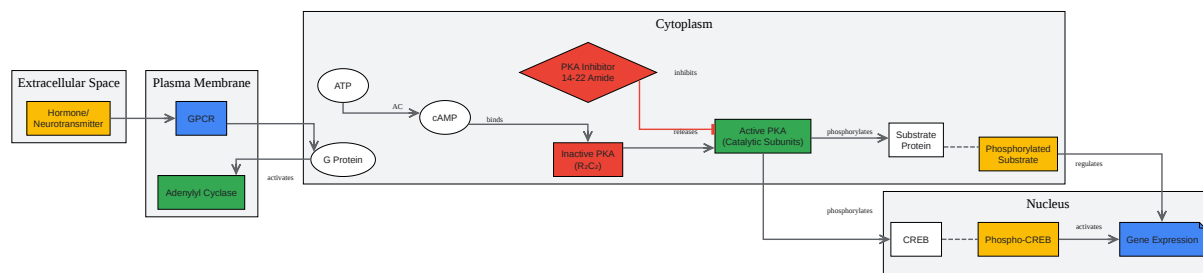 Cytoplasm
Extracellular Space
Plasma Membrane
Hormone/
Neurotransmitter
GPCR
G Protein
activates
Adenylyl Cyclase
ATP
AC
cAMP
binds
PKA Inhibitor
14-22 Amide
inhibits
Inactive PKA
(R₂C₂)
releases
Active PKA
(Catalytic Subunits)
phosphorylates
Substrate
Protein
Phosphorylated
Substrate
regulates
Nucleus
phosphorylates
CREB
Phospho-CREB
activates
Gene Expression